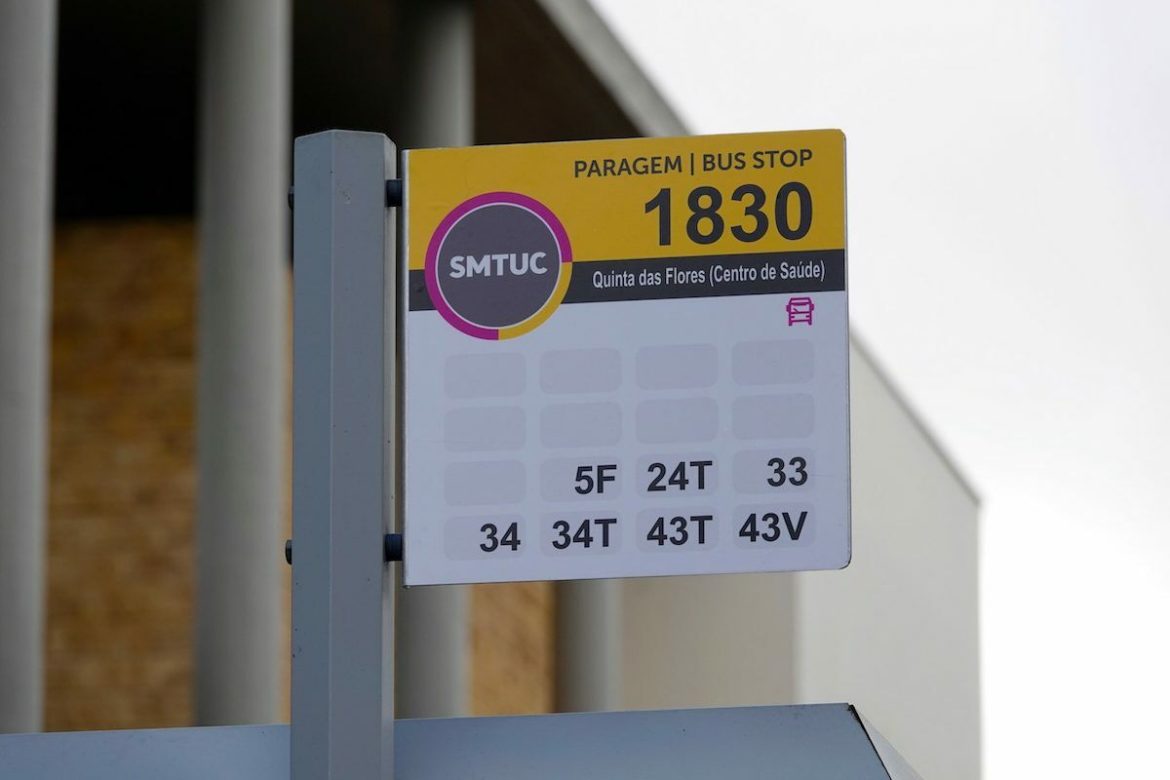 PARAGEM | BUS STOP
1830
SMTUC
Quinta das Flores (Centro de Saúde)
5F 24T 33
34 34T 43T 43V